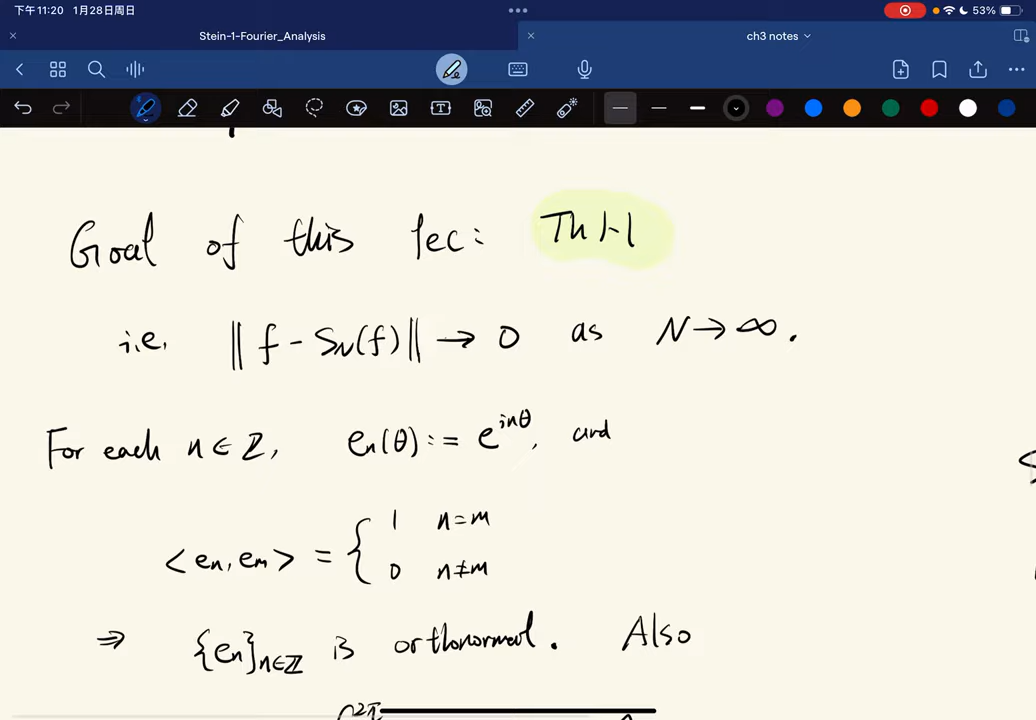 下午11:20 1月28日周日
53%
Stein-1-Fourier_Analysis
ch3 notes
Goal of this lec: Th 1.1
i.e. ‖f - S_N(f)‖ → 0 as N → ∞.
For each n ∈ ℤ, e_n(θ) := e^{inθ}, and
<e_n, e_m> = { 1 n=m
0 n≠m
⇒ {e_n}_{n∈ℤ} is orthonormal. Also